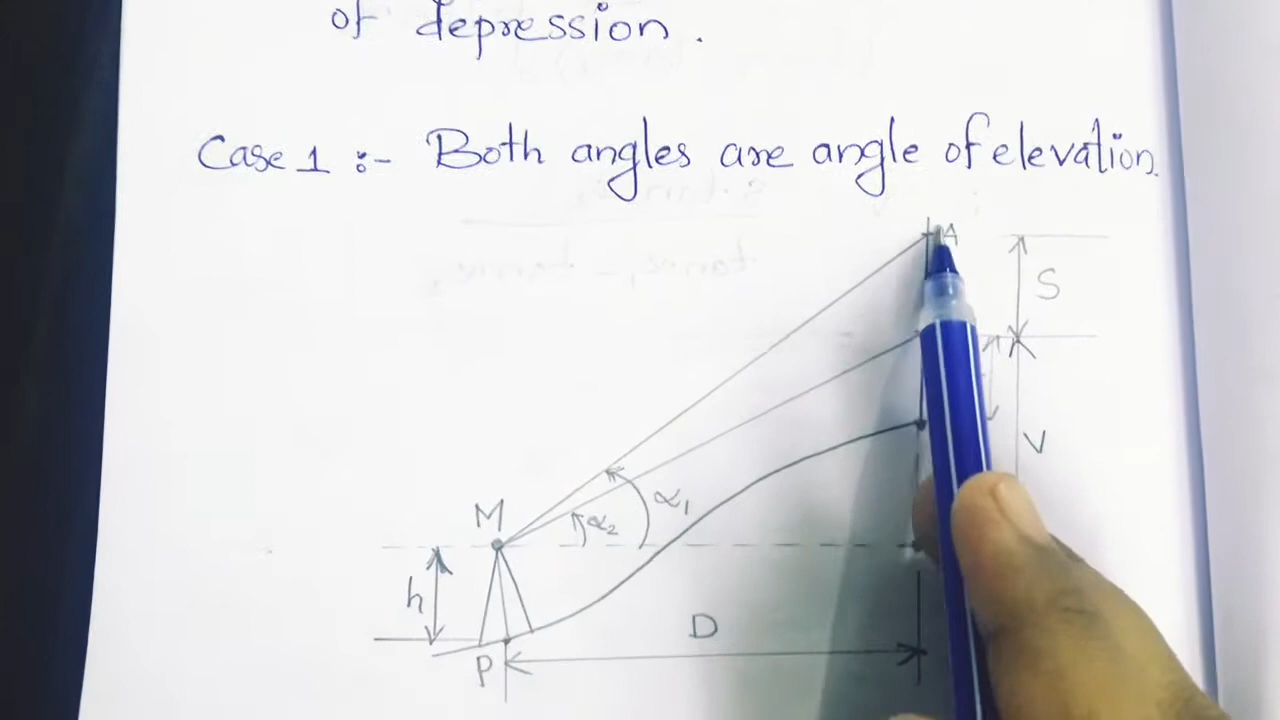 of depression.
Case 1 :- Both angles are angle of elevation.
A
S
V
M
α1
α2
h
D
P